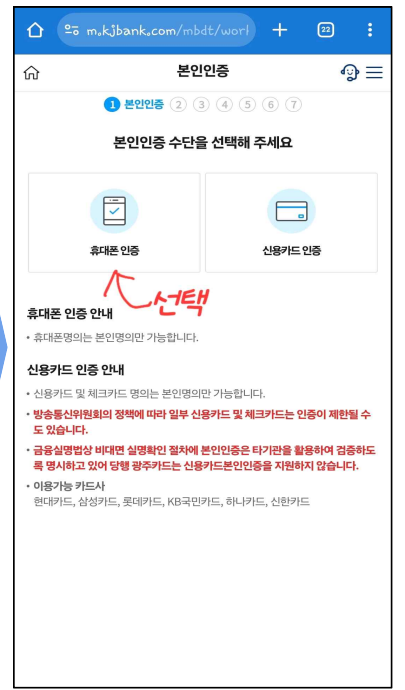 m.kjbank.com/mbdt/worl
22
본인인증
1 본인인증 2 3 4 5 6 7
본인인증 수단을 선택해 주세요
휴대폰 인증
신용카드 인증
선택
휴대폰 인증 안내
• 휴대폰명의는 본인명의만 가능합니다.
신용카드 인증 안내
• 신용카드 및 체크카드 명의는 본인명의만 가능합니다.
• 방송통신위원회의 정책에 따라 일부 신용카드 및 체크카드는 인증이 제한될 수
도 있습니다.
• 금융실명법상 비대면 실명확인 절차에 본인인증은 타기관을 활용하여 검증하도
록 명시하고 있어 당행 광주카드는 신용카드본인인증을 지원하지 않습니다.
• 이용가능 카드사
현대카드, 삼성카드, 롯데카드, KB국민카드, 하나카드, 신한카드